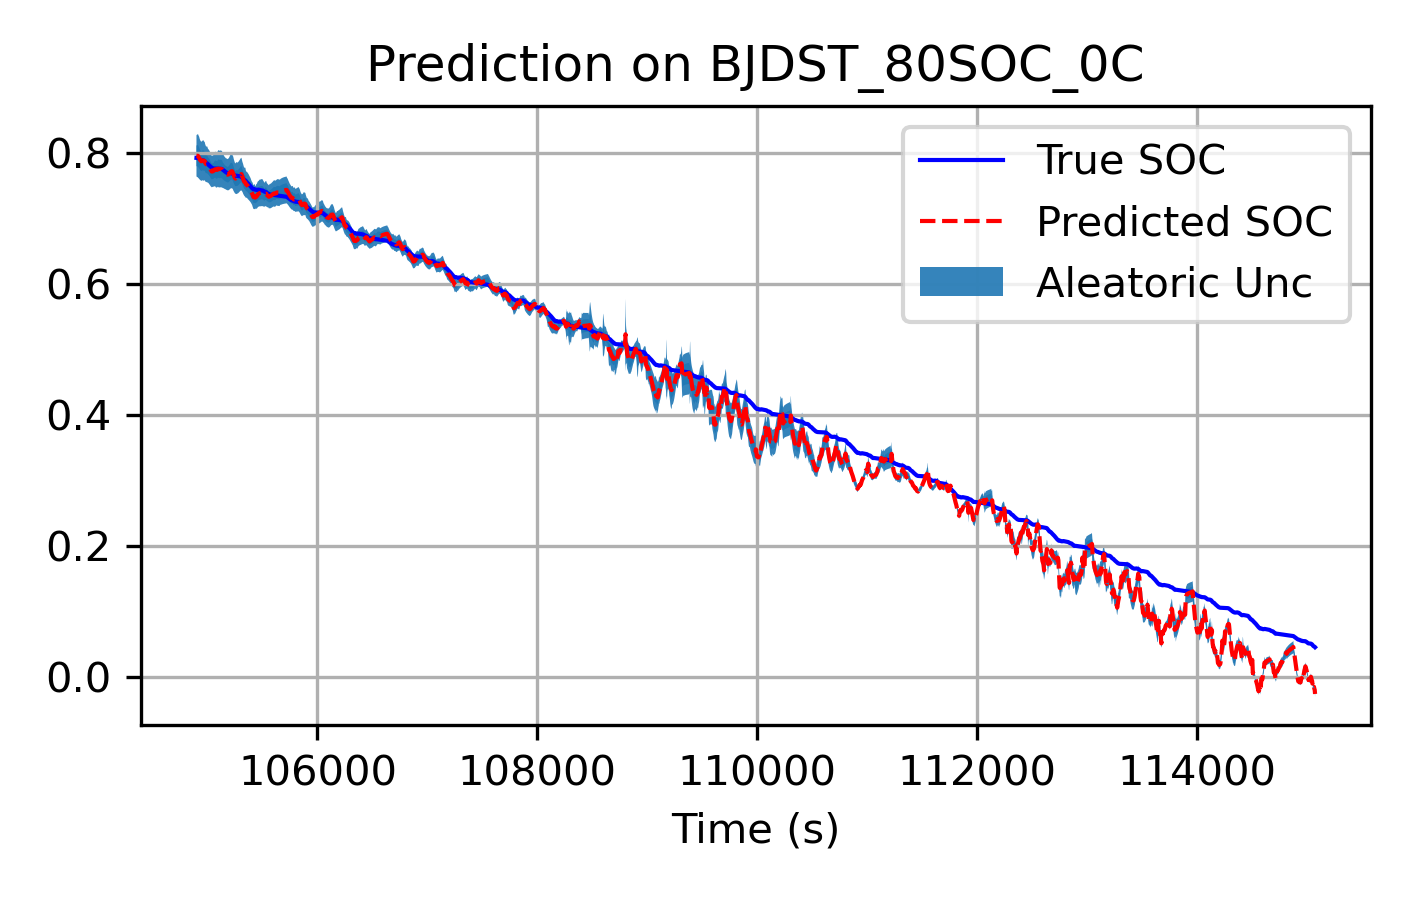 Prediction on BJDST_80SOC_0C
True SOC
Predicted SOC
Aleatoric Unc
0.8
0.6
0.4
0.2
0.0
106000 108000 110000 112000 114000
Time (s)